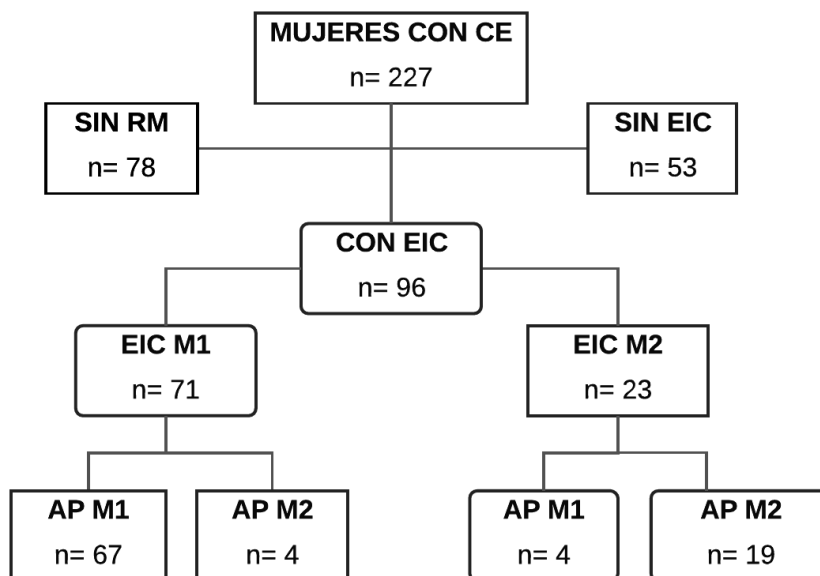 MUJERES CON CE
n= 227
SIN RM
n= 78
SIN EIC
n= 53
CON EIC
n= 96
EIC M1
n= 71
EIC M2
n= 23
AP M1
n= 67
AP M2
n= 4
AP M1
n= 4
AP M2
n= 19